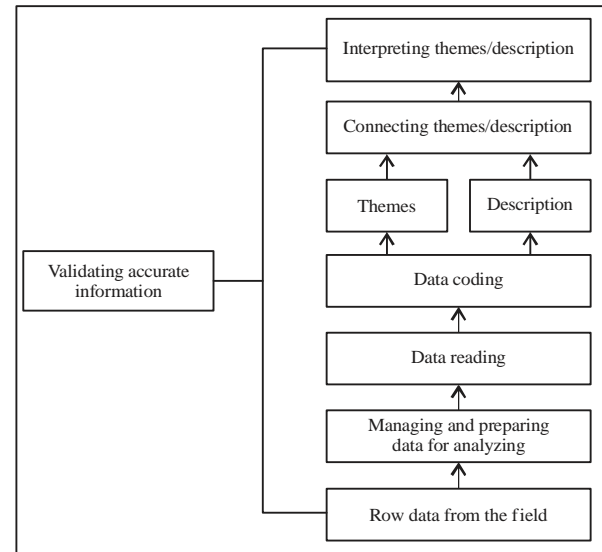 Interpreting themes/description
Connecting themes/description
Themes
Description
Validating accurate
information
Data coding
Data reading
Managing and preparing
data for analyzing
Row data from the field